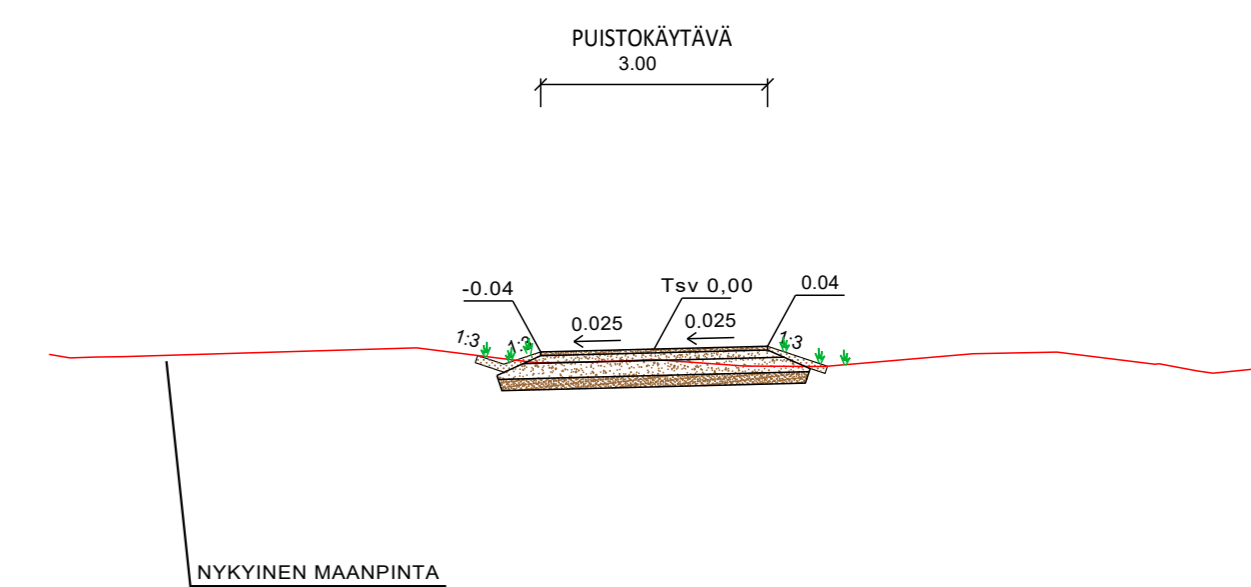 PUISTOKÄYTÄVÄ
3.00
-0.04
Tsv 0,00
0.04
0.025
0.025
1:3
1:3
1:3
NYKYINEN MAANPINTA